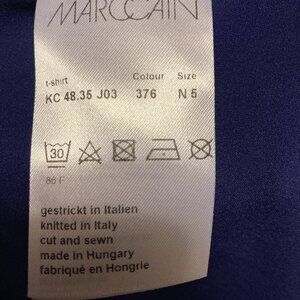 MARCCAIN
t-shirt Colour Size
KC 48.35 J03 376 N 5
30
86 F
gestrickt in Italien
knitted in Italy
cut and sewn
made in Hungary
fabriqué en Hongrie